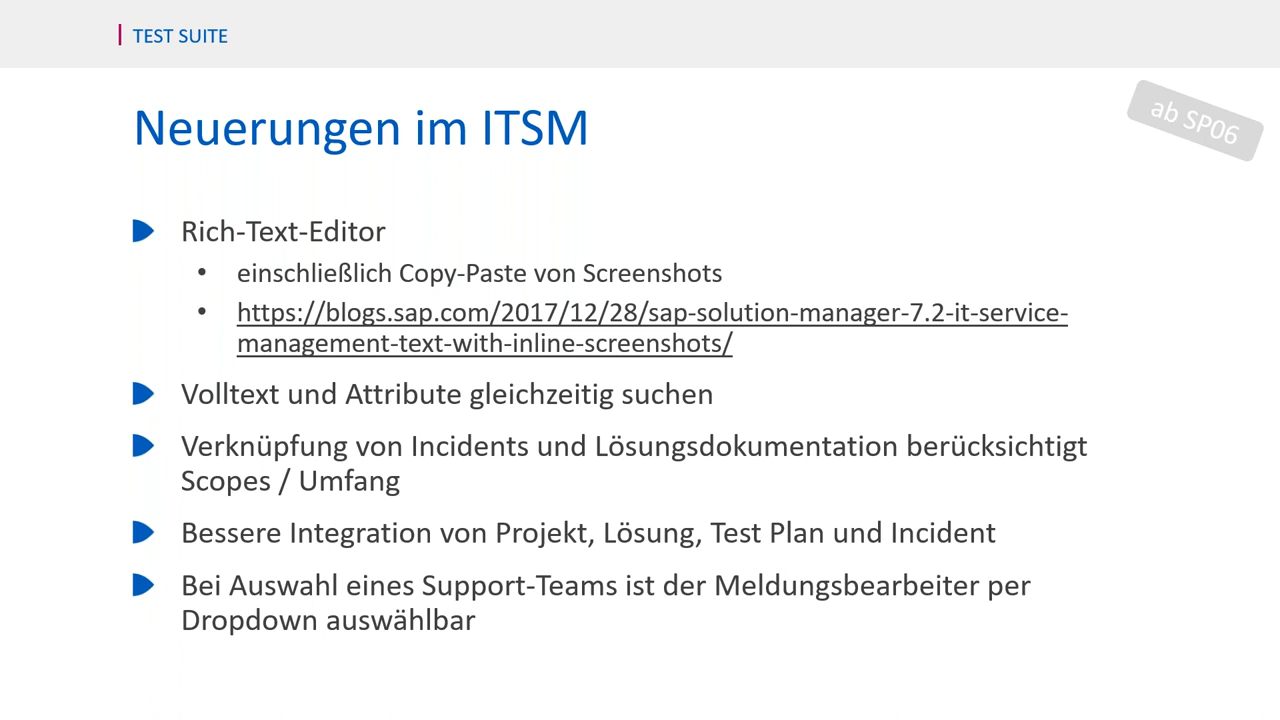 TEST SUITE
ab SP06
Neuerungen im ITSM
Rich-Text-Editor
• einschließlich Copy-Paste von Screenshots
• https://blogs.sap.com/2017/12/28/sap-solution-manager-7.2-it-service-
management-text-with-inline-screenshots/
Volltext und Attribute gleichzeitig suchen
Verknüpfung von Incidents und Lösungsdokumentation berücksichtigt
Scopes / Umfang
Bessere Integration von Projekt, Lösung, Test Plan und Incident
Bei Auswahl eines Support-Teams ist der Meldungsbearbeiter per
Dropdown auswählbar